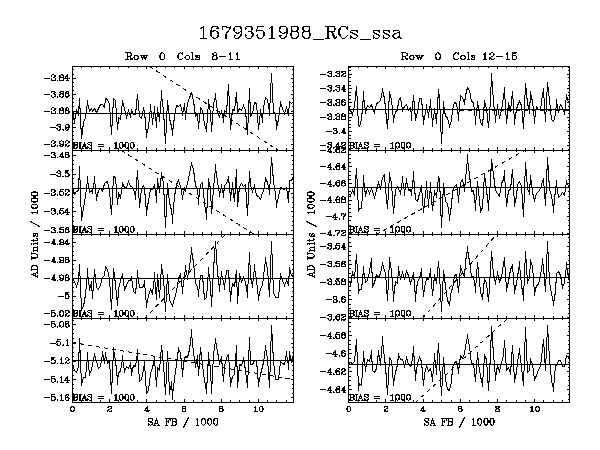 1679351988_RCs_ssa
Row 0 Cols 8-11
Row 0 Cols 12-15
-3.84
-3.86
-3.88
-3.9
-3.92
BIAS = 1000
-3.48
-3.52
-3.54
-3.56
BIAS = 1000
-4.94
-4.98
-5
-5.02
BIAS = 1000
-5.08
-5.1
-5.12
-5.14
-5.16
BIAS = 1000
-3.32
-3.34
-3.36
-3.38
-3.4
-3.42
BIAS = 1000
-4.62
-4.64
-4.66
-4.68
-4.7
-4.72
BIAS = 1000
-3.54
-3.56
-3.58
-3.6
-3.62
BIAS = 1000
-4.58
-4.6
-4.62
-4.64
BIAS = 1000
AD Units / 1000
AD Units / 1000
0 2 4 6 8 10
0 2 4 6 8 10
SA FB / 1000
SA FB / 1000